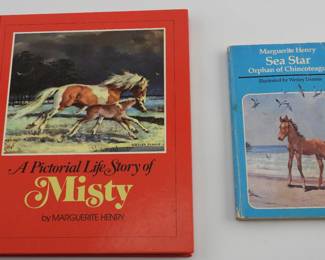 A Pictorial Life Story of
Misty
by MARGUERITE HENRY
Marguerite Henry
Sea Star
Orphan of Chincoteague
Illustrated by Wesley Dennis